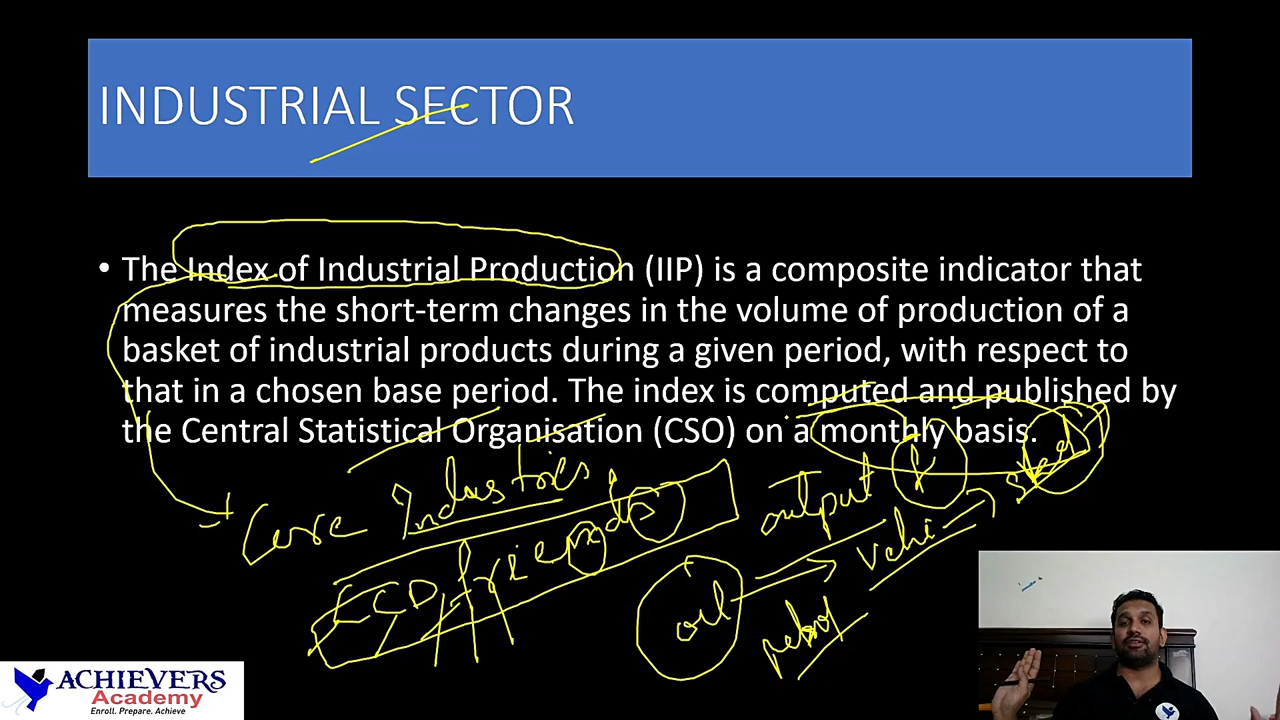 INDUSTRIAL SECTOR
• The Index of Industrial Production (IIP) is a composite indicator that
measures the short-term changes in the volume of production of a
basket of industrial products during a given period, with respect to
that in a chosen base period. The index is computed and published by
the Central Statistical Organisation (CSO) on a monthly basis.
Core Industries
output
steel
friends
oil
vehi
petrol
ACHIEVERS
Academy
Enroll. Prepare. Achieve